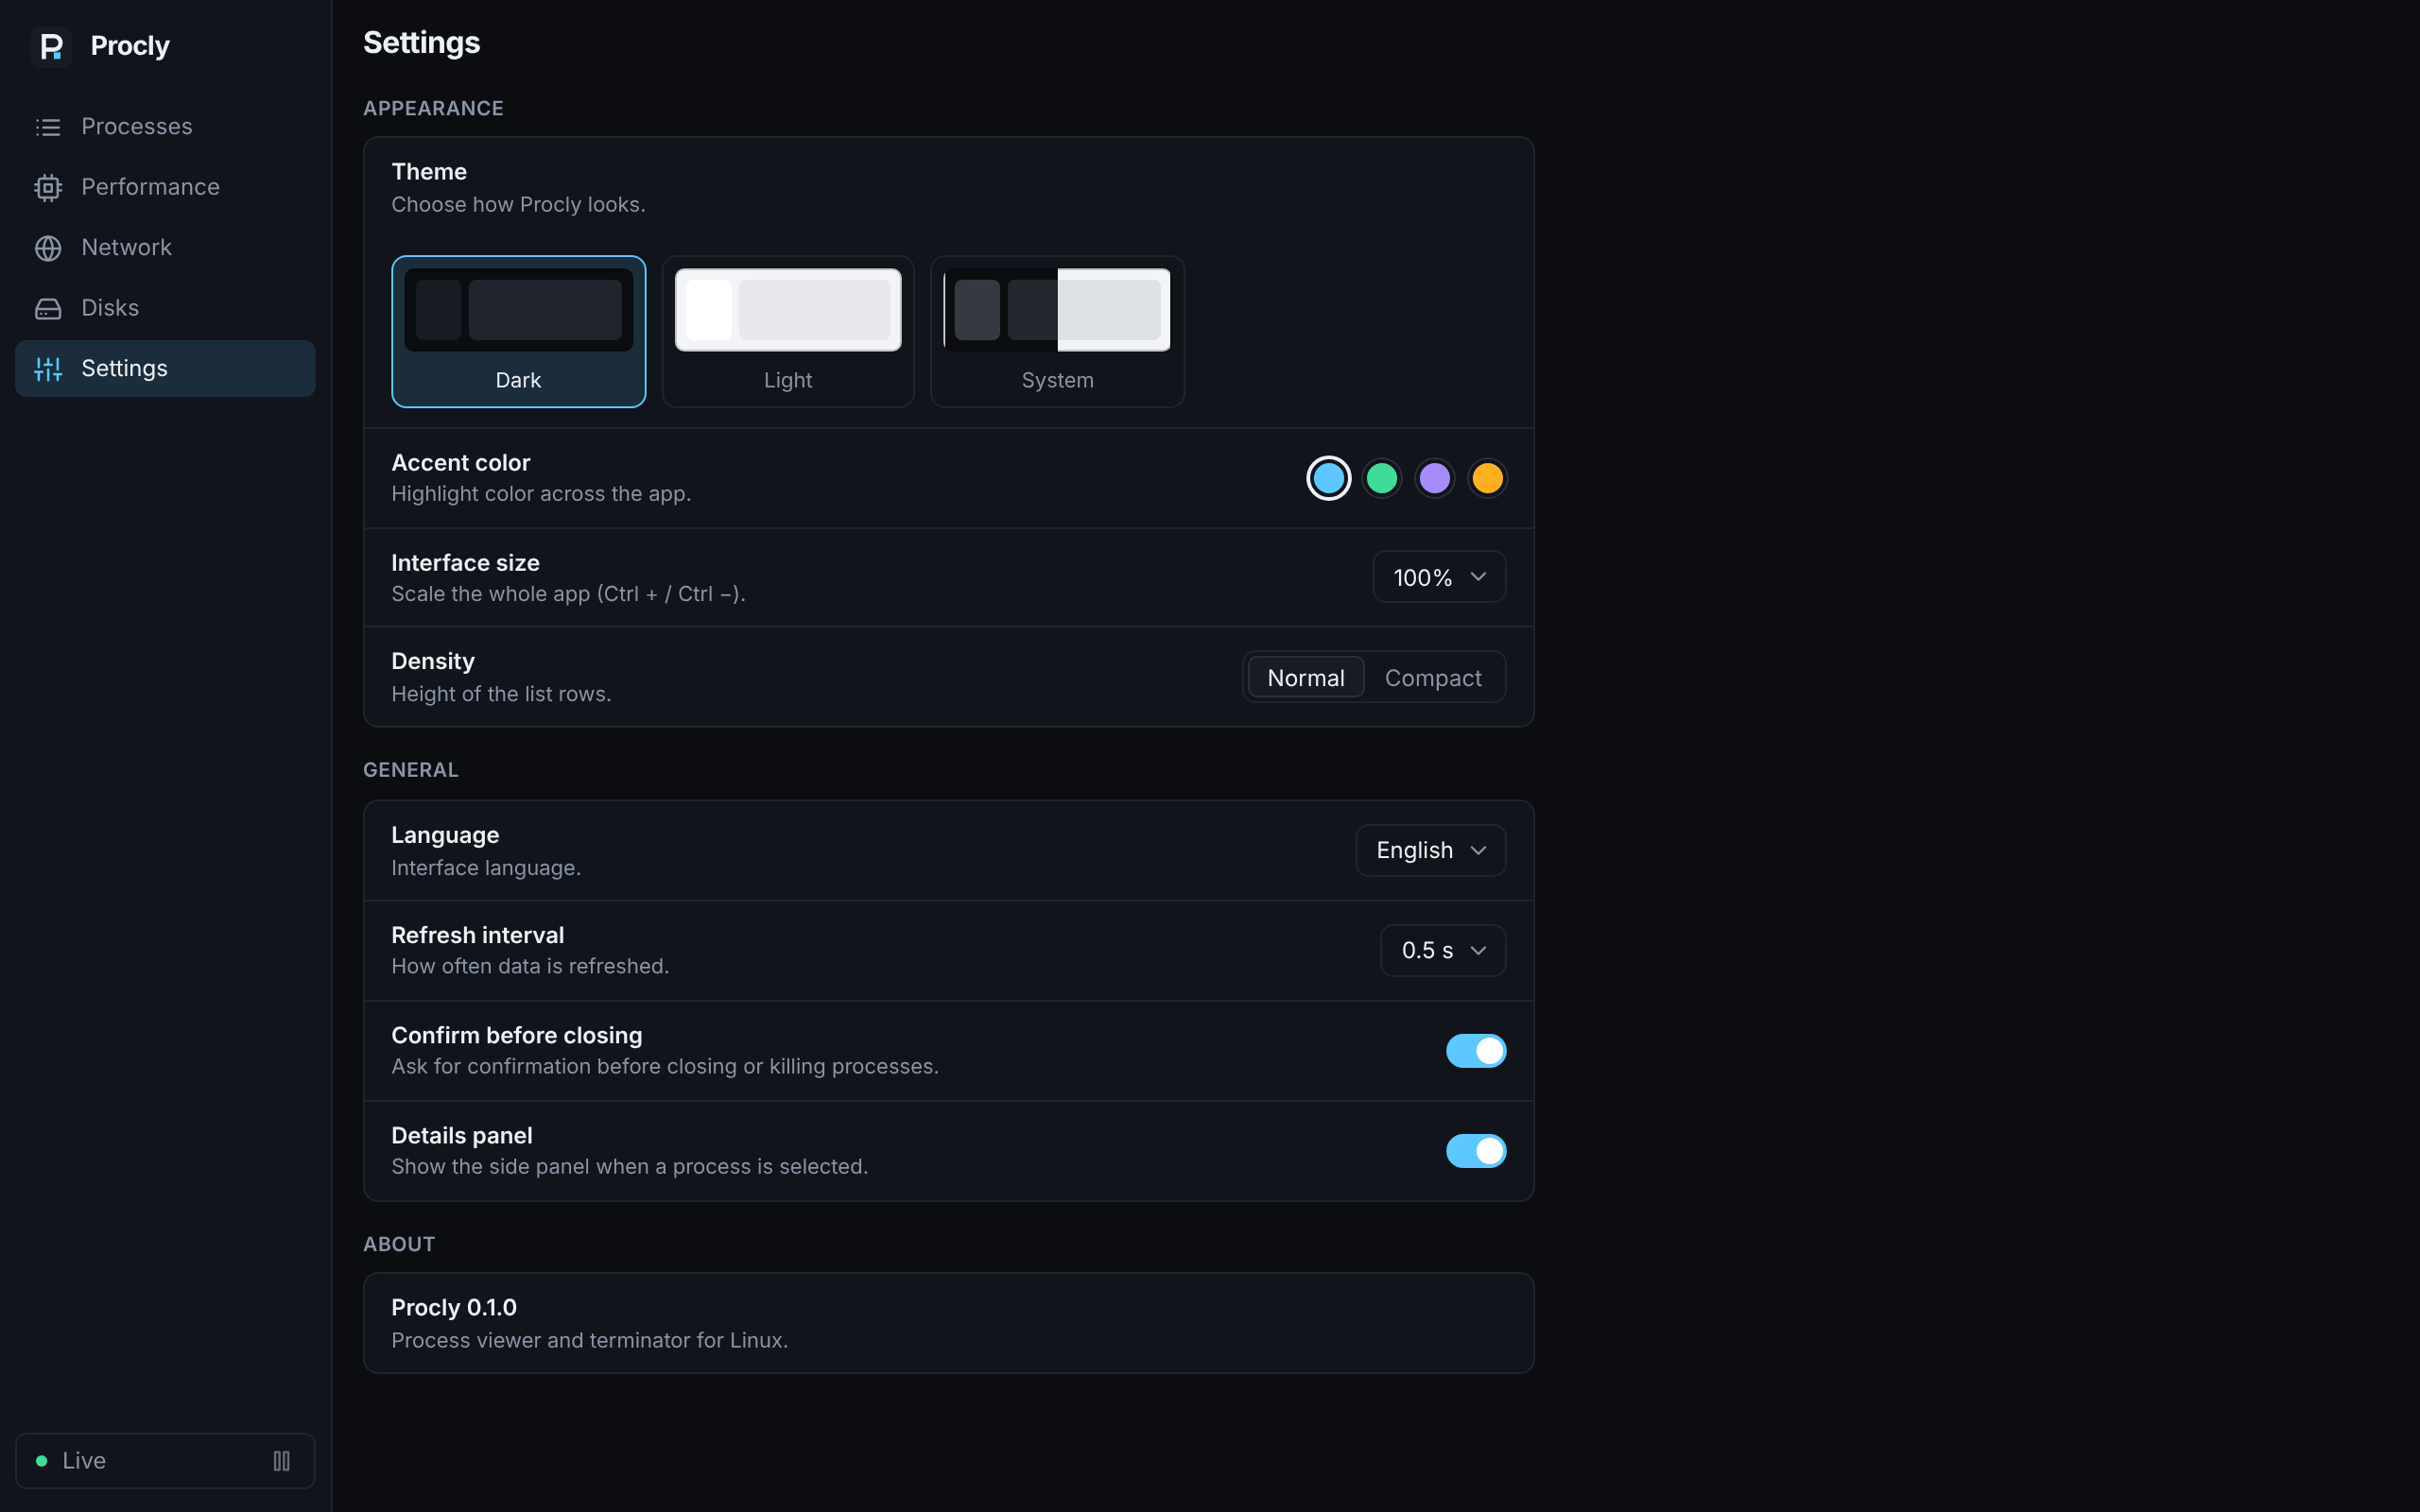 Procly
Processes
Performance
Network
Disks
Settings
Live
Settings
APPEARANCE
Theme
Choose how Procly looks.
Dark
Light
System
Accent color
Highlight color across the app.
Interface size
Scale the whole app (Ctrl + / Ctrl −).
100%
Density
Height of the list rows.
Normal
Compact
GENERAL
Language
Interface language.
English
Refresh interval
How often data is refreshed.
0.5 s
Confirm before closing
Ask for confirmation before closing or killing processes.
Details panel
Show the side panel when a process is selected.
ABOUT
Procly 0.1.0
Process viewer and terminator for Linux.